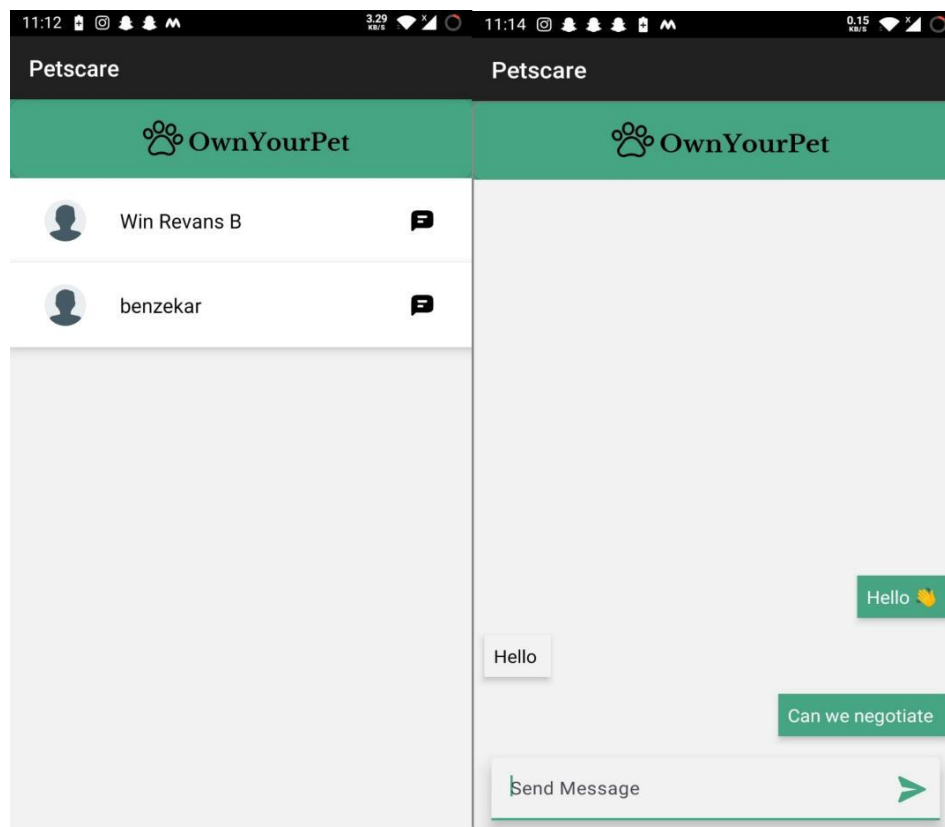 11:12
3.29
KB/S
Petscare
OwnYourPet
Win Revans B
benzekar
11:14
0.15
KB/S
Petscare
OwnYourPet
Hello 👋
Hello
Can we negotiate
Send Message